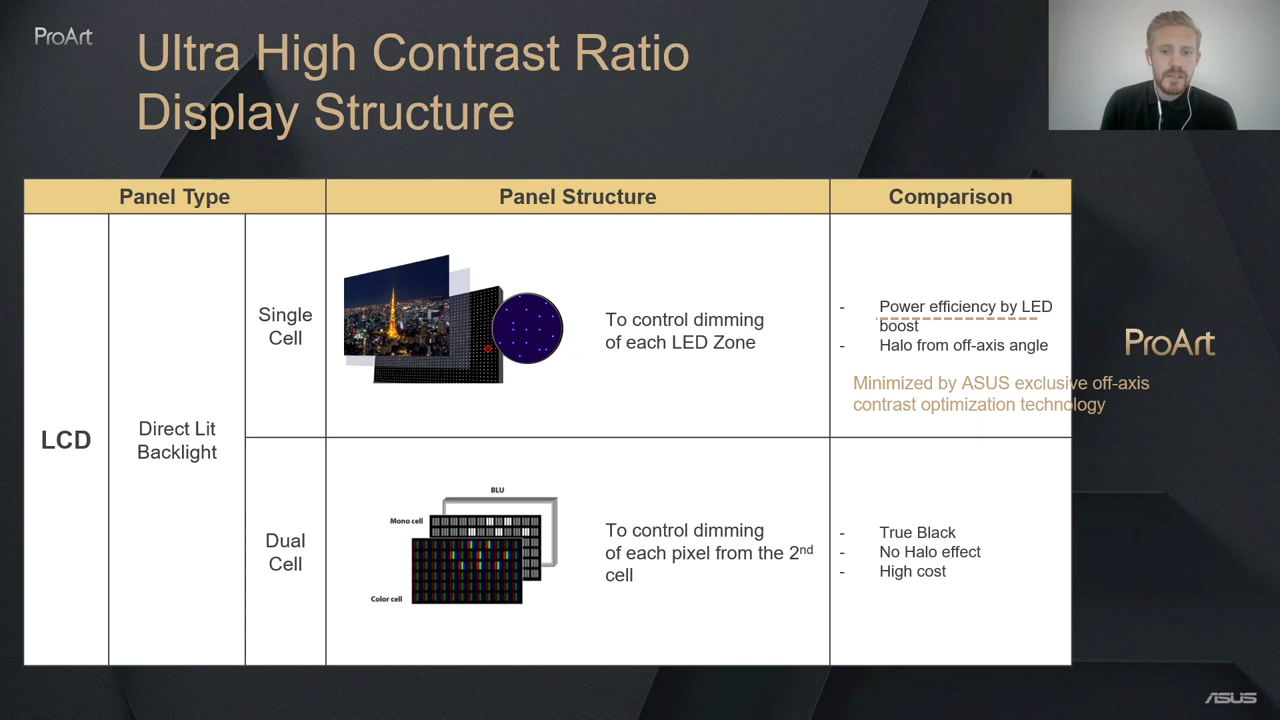 ProArt
Ultra High Contrast Ratio
Display Structure
Panel Type
Panel Structure
Comparison
LCD
Direct Lit
Backlight
Single
Cell
To control dimming
of each LED Zone
- Power efficiency by LED
boost
- Halo from off-axis angle
Minimized by ASUS exclusive off-axis
contrast optimization technology
ProArt
Dual
Cell
BLU
Mono cell
Color cell
To control dimming
of each pixel from the 2nd
cell
- True Black
- No Halo effect
- High cost
ASUS